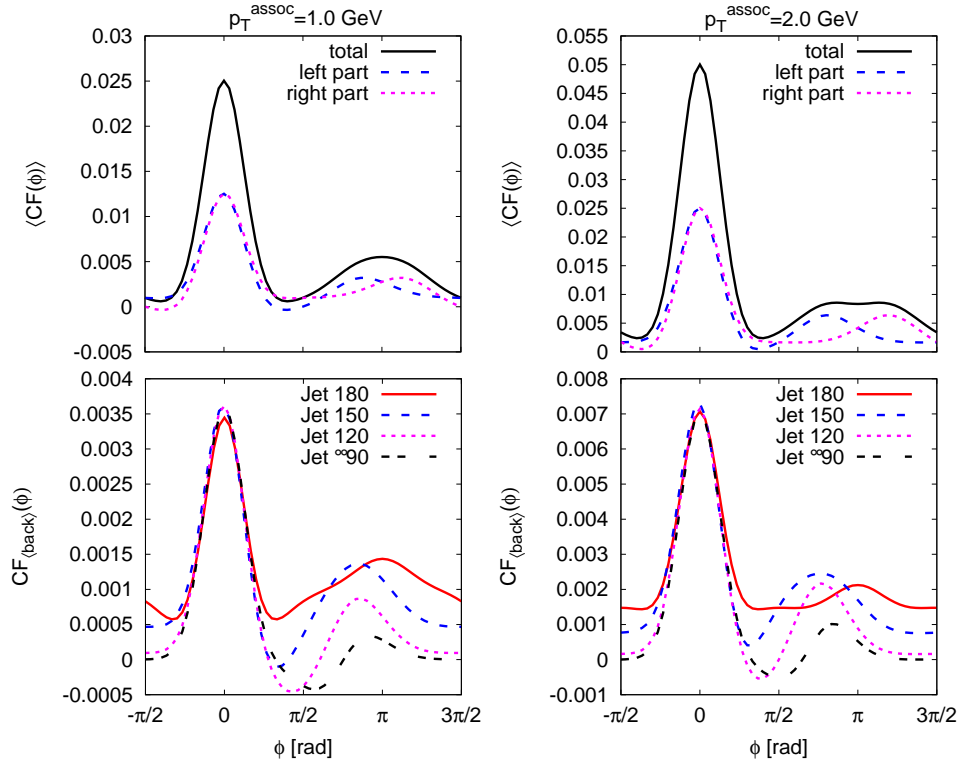 p_T^assoc=1.0 GeV
0.03
0.025
0.02
0.015
0.01
0.005
0
-0.005
⟨CF(ϕ)⟩
total
left part
right part
p_T^assoc=2.0 GeV
0.055
0.05
0.045
0.04
0.035
0.03
0.025
0.02
0.015
0.01
0.005
0
⟨CF(ϕ)⟩
total
left part
right part
0.004
0.0035
0.003
0.0025
0.002
0.0015
0.001
0.0005
0
-0.0005
CF⟨back⟩(ϕ)
Jet 180
Jet 150
Jet 120
Jet ∞90
-π/2 0 π/2 π 3π/2
ϕ [rad]
0.008
0.007
0.006
0.005
0.004
0.003
0.002
0.001
0
-0.001
CF⟨back⟩(ϕ)
Jet 180
Jet 150
Jet 120
Jet ∞90
-π/2 0 π/2 π 3π/2
ϕ [rad]